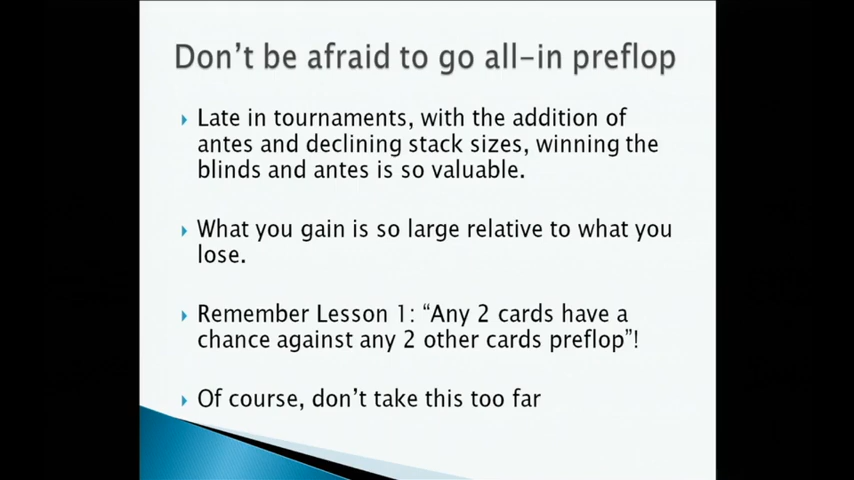 Don't be afraid to go all-in preflop
Late in tournaments, with the addition of
antes and declining stack sizes, winning the
blinds and antes is so valuable.
What you gain is so large relative to what you
lose.
Remember Lesson 1: “Any 2 cards have a
chance against any 2 other cards preflop”!
Of course, don't take this too far